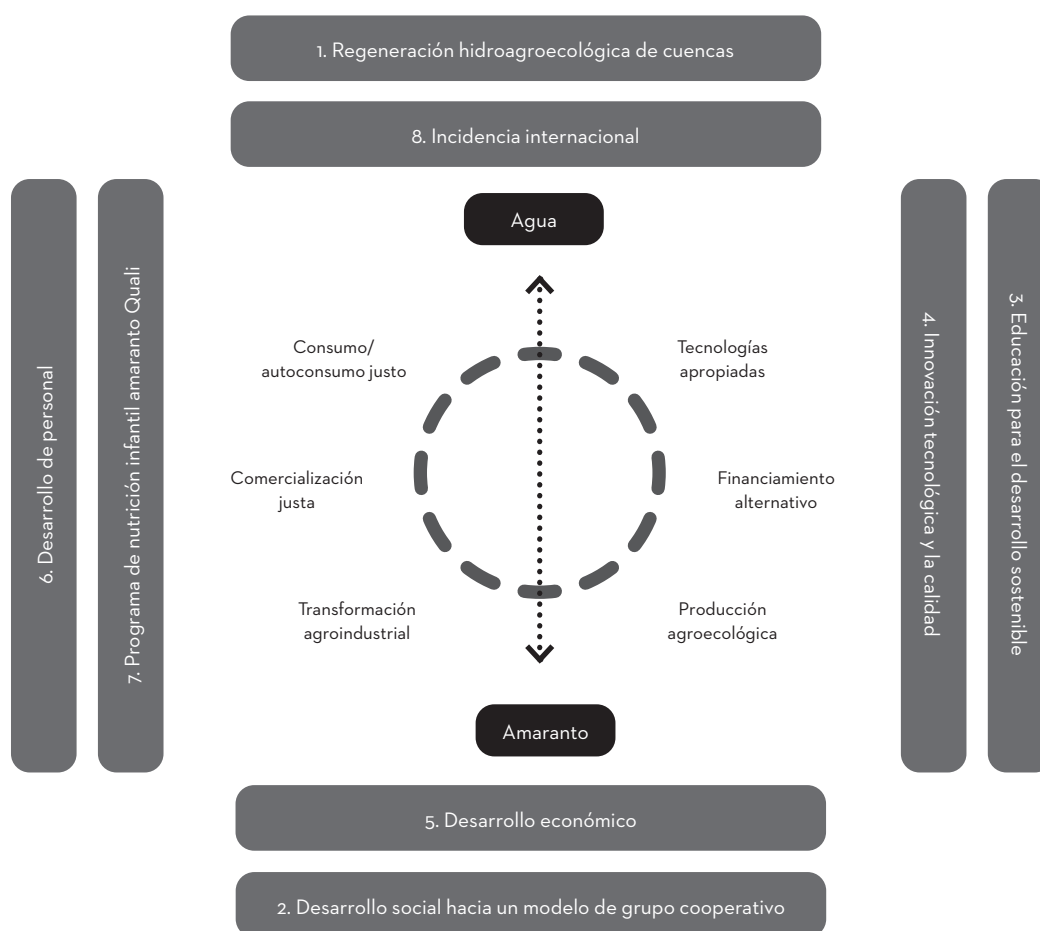 1. Regeneración hidroagroecológica de cuencas
8. Incidencia internacional
6. Desarrollo de personal
7. Programa de nutrición infantil amaranto Quali
Agua
Consumo/
autoconsumo justo
Tecnologías
apropiadas
Comercialización
justa
Financiamiento
alternativo
Transformación
agroindustrial
Producción
agroecológica
Amaranto
4. Innovación tecnológica y la calidad
3. Educación para el desarrollo sostenible
5. Desarrollo económico
2. Desarrollo social hacia un modelo de grupo cooperativo